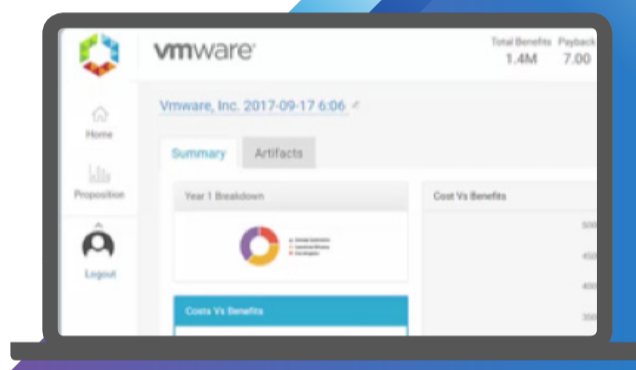 vmware
Total Benefits Payback
1.4M 7.00
Vmware, Inc. 2017-09-17 6:06
Home
Summary Artifacts
Proposition
Year 1 Breakdown
Cost Vs Benefits
Logout
Costs Vs Benefits